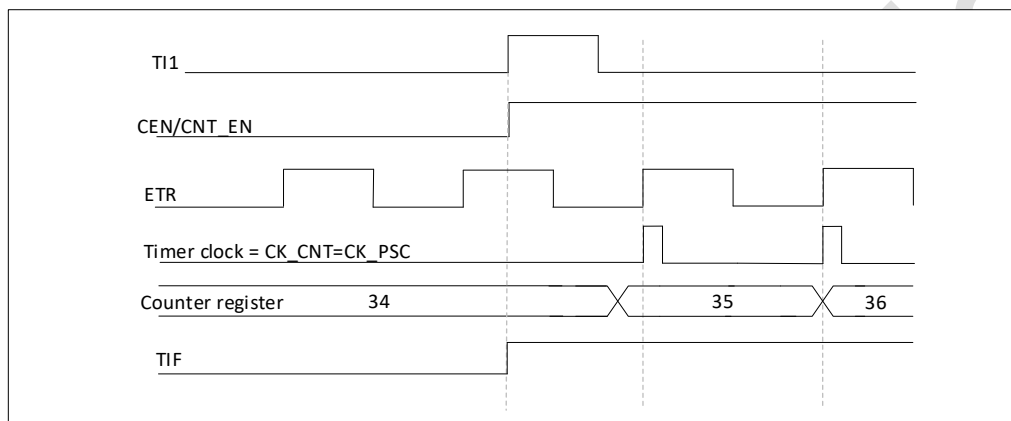 TI1
CEN/CNT_EN
ETR
Timer clock = CK_CNT=CK_PSC
Counter register 34 35 36
TIF